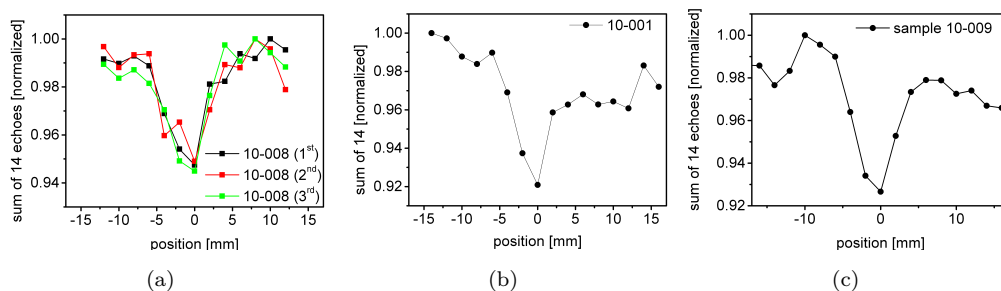 1.00
0.98
0.96
0.94
sum of 14 echoes [normalized]
10-008 (1st)
10-008 (2nd)
10-008 (3rd)
-15 -10 -5 0 5 10 15
position [mm]
(a)
1.00
0.98
0.96
0.94
0.92
sum of 14 [normalized]
10-001
-15 -10 -5 0 5 10 15
position [mm]
(b)
1.00
0.98
0.96
0.94
0.92
sum of 14 echoes [normalized]
sample 10-009
-10 0 10
position [mm]
(c)